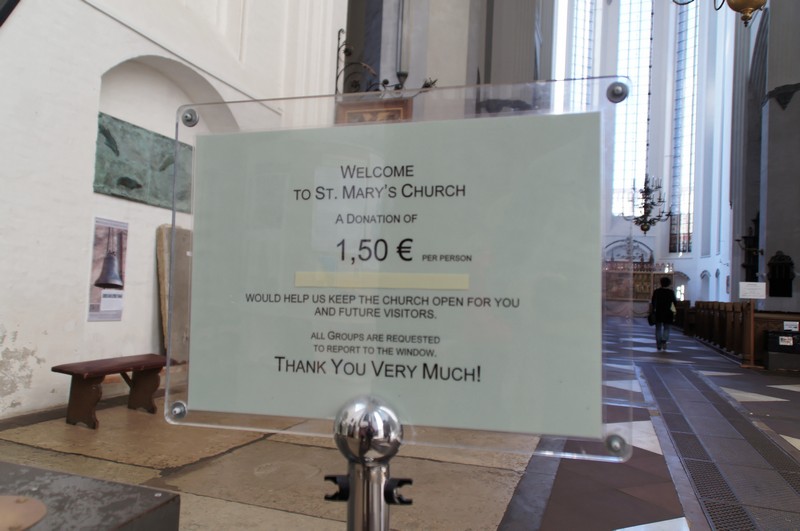 Welcome
to St. Mary's Church
A Donation of
1,50 € per person
would help us keep the church open for you
and future visitors.
all Groups are requested
to report to the window.
Thank You Very Much!